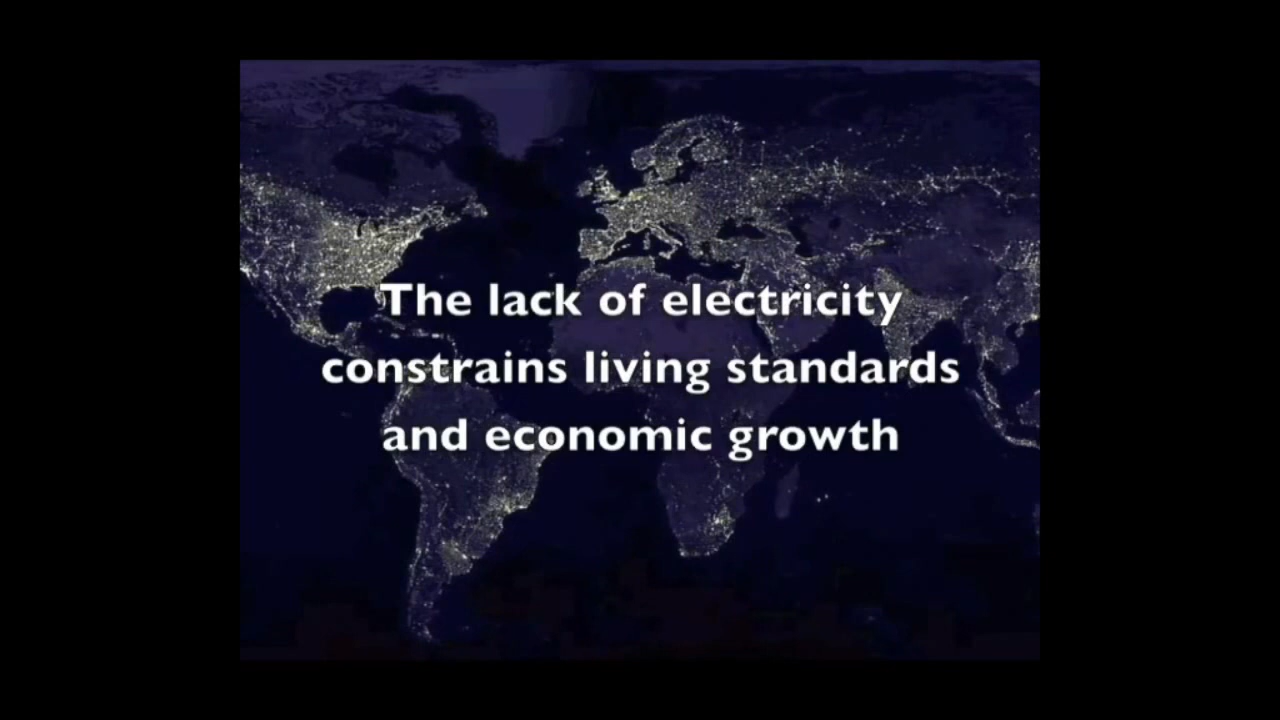 The lack of electricity
constrains living standards
and economic growth